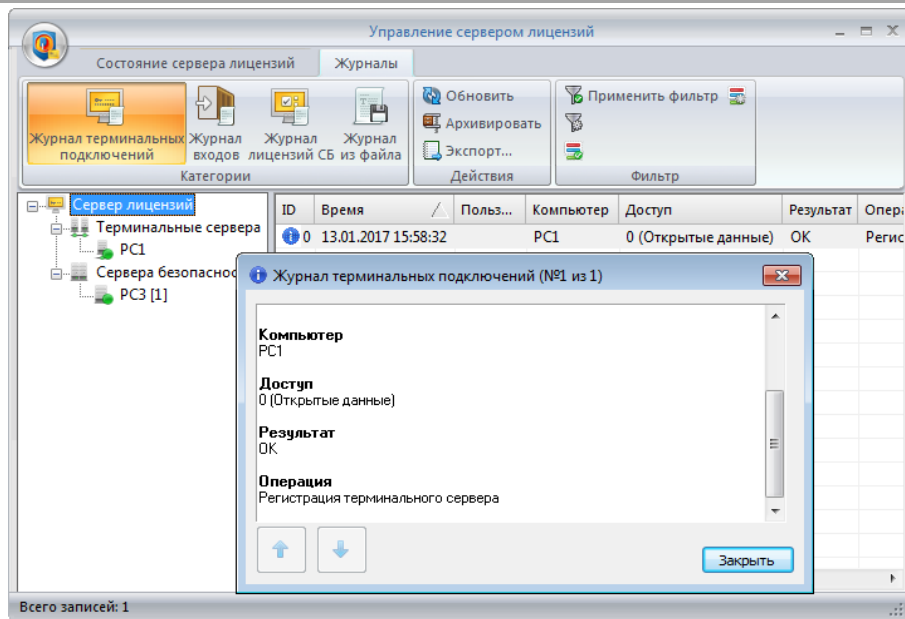 Управление сервером лицензий
Состояние сервера лицензий
Журналы
Журнал терминальных подключений
Журнал входов
Журнал лицензий СБ
Журнал из файла
Категории
Обновить
Архивировать
Экспорт...
Действия
Применить фильтр
Фильтр
Сервер лицензий
Терминальные сервера
PC1
Сервера безопаснос
PC3 [1]
ID Время Польз... Компьютер Доступ Результат Опера
0 13.01.2017 15:58:32 PC1 0 (Открытые данные) OK Регис
Журнал терминальных подключений (№1 из 1)
Компьютер
PC1
Доступ
0 (Открытые данные)
Результат
OK
Операция
Регистрация терминального сервера
Закрыть
Всего записей: 1